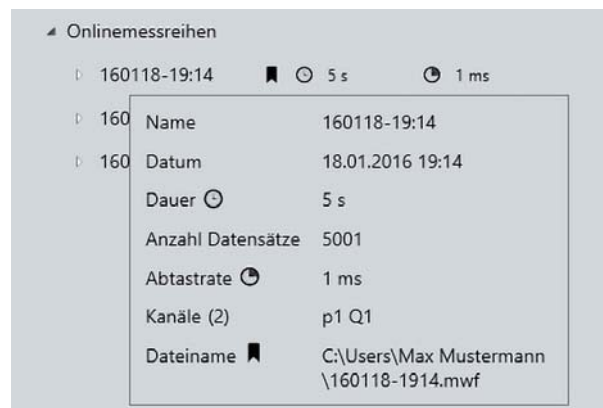 Onlinemessreihen
160118-19:14 5 s 1 ms
160
160
Name 160118-19:14
Datum 18.01.2016 19:14
Dauer 5 s
Anzahl Datensätze 5001
Abtastrate 1 ms
Kanäle (2) p1 Q1
Dateiname C:\Users\Max Mustermann
\160118-1914.mwf